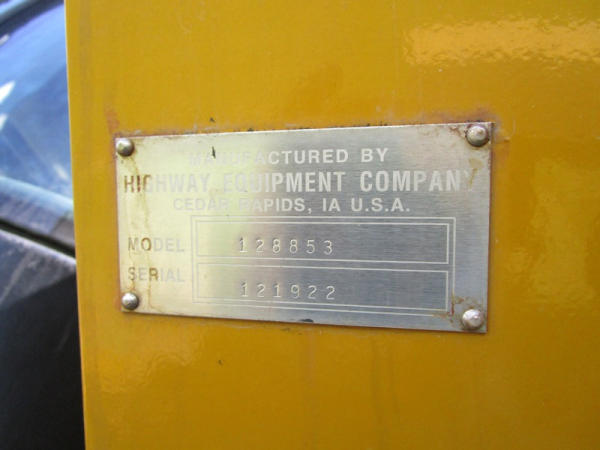 MANUFACTURED BY
HIGHWAY EQUIPMENT COMPANY
CEDAR RAPIDS, IA U.S.A.
MODEL 128853
SERIAL 121922